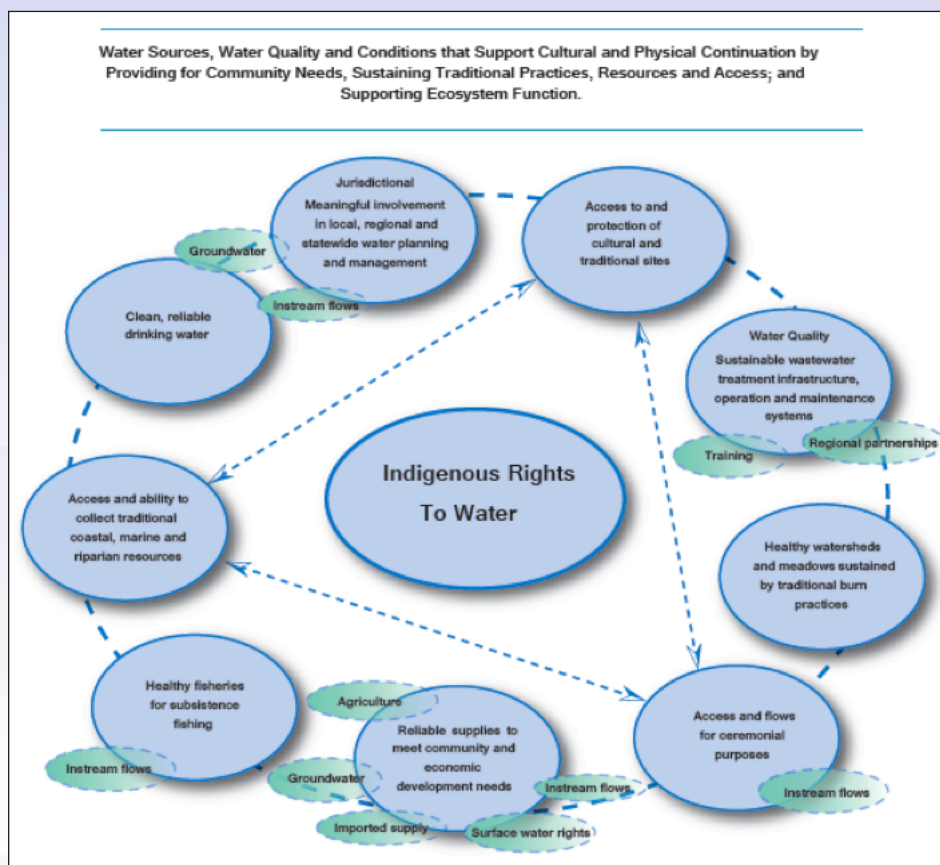 Water Sources, Water Quality and Conditions that Support Cultural and Physical Continuation by
Providing for Community Needs, Sustaining Traditional Practices, Resources and Access; and
Supporting Ecosystem Function.
Jurisdictional
Meaningful involvement
in local, regional and
statewide water planning
and management
Groundwater
Instream flows
Access to and
protection of
cultural and
traditional sites
Clean, reliable
drinking water
Water Quality
Sustainable wastewater
treatment infrastructure,
operation and maintenance
systems
Training
Regional partnerships
Indigenous Rights
To Water
Access and ability to
collect traditional
coastal, marine and
riparian resources
Healthy watersheds
and meadows sustained
by traditional burn
practices
Healthy fisheries
for subsistence
fishing
Instream flows
Agriculture
Reliable supplies to
meet community and
economic
development needs
Groundwater
Instream flows
Imported supply
Surface water rights
Access and flows
for ceremonial
purposes
Instream flows